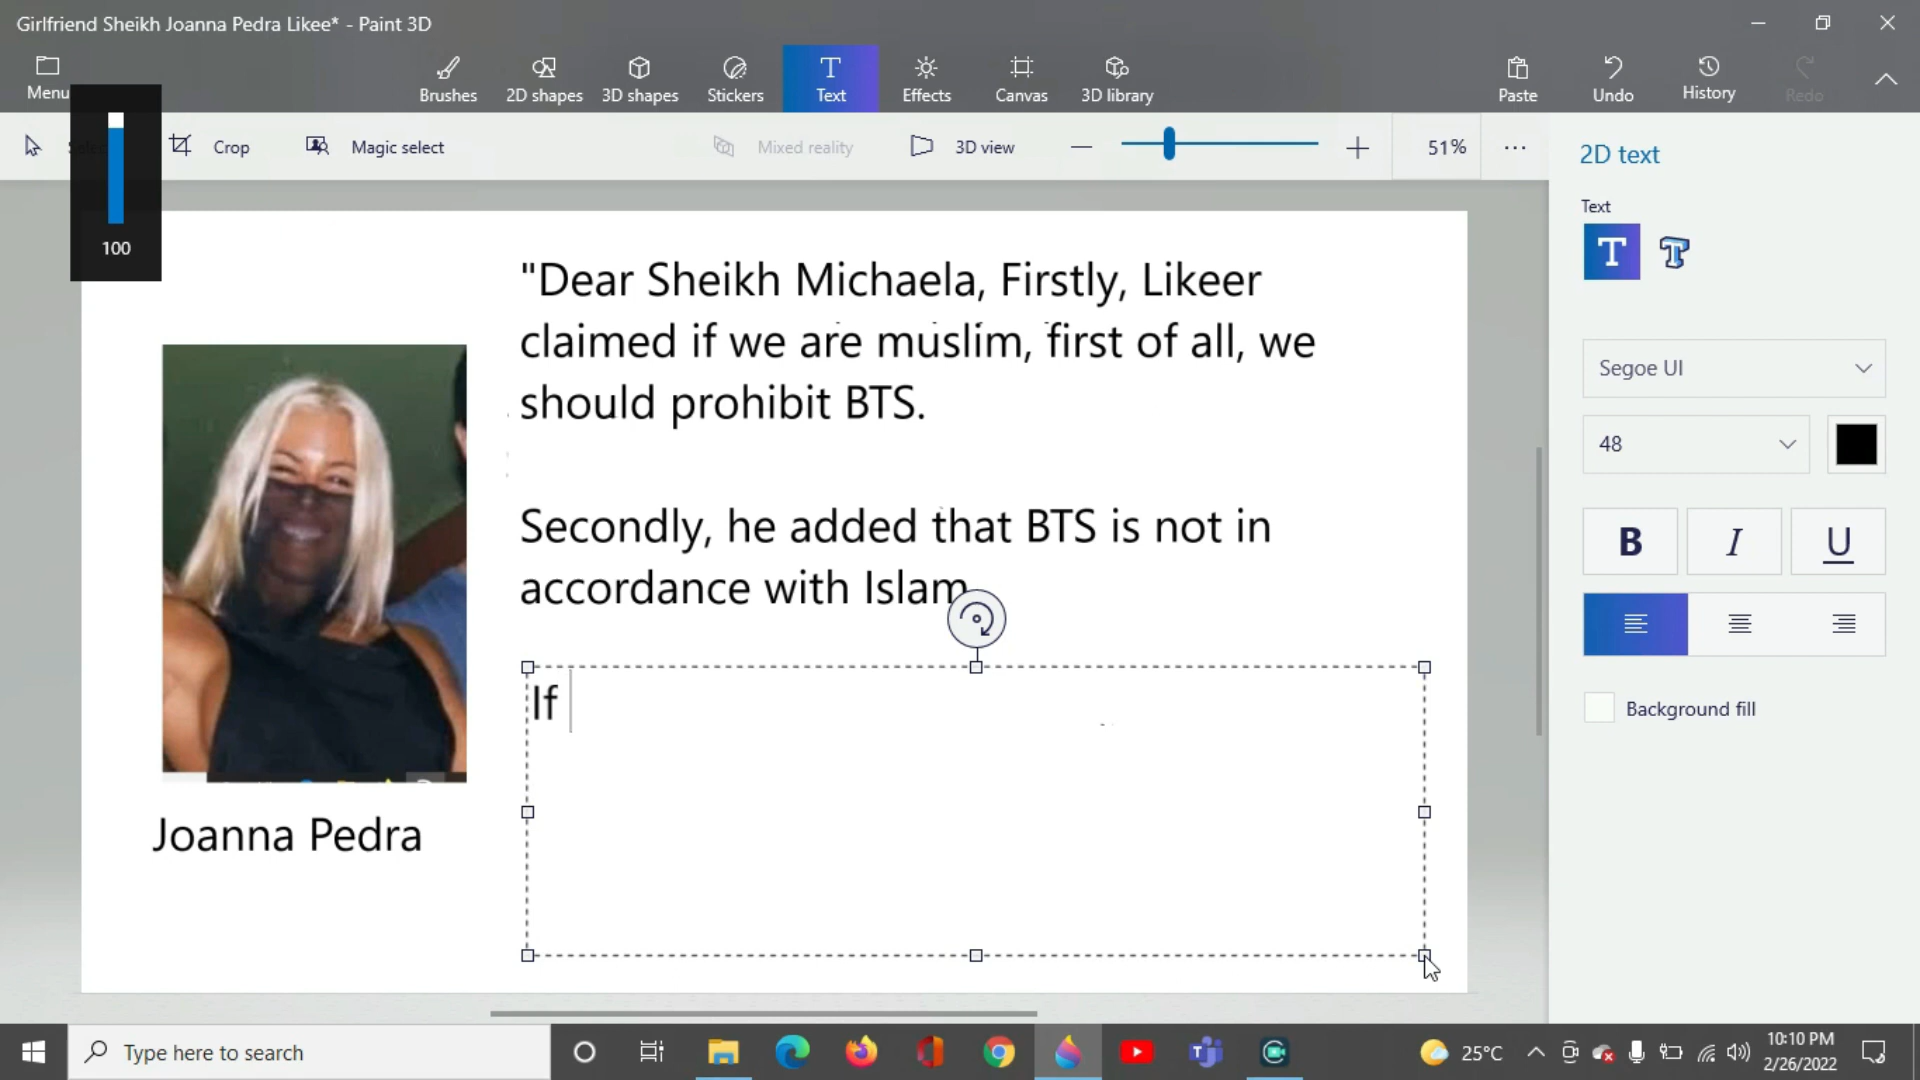 Girlfriend Sheikh Joanna Pedra Likee* - Paint 3D
Menu
Brushes
2D shapes
3D shapes
Stickers
Text
Effects
Canvas
3D library
Paste
Undo
History
Redo
Crop
Magic select
Mixed reality
3D view
51%
100
"Dear Sheikh Michaela, Firstly, Likeer
claimed if we are muslim, first of all, we
should prohibit BTS.
Secondly, he added that BTS is not in
accordance with Islam
If
Joanna Pedra
2D text
Text
Segoe UI
48
B I U
Background fill
Type here to search
25°C
10:10 PM
2/26/2022